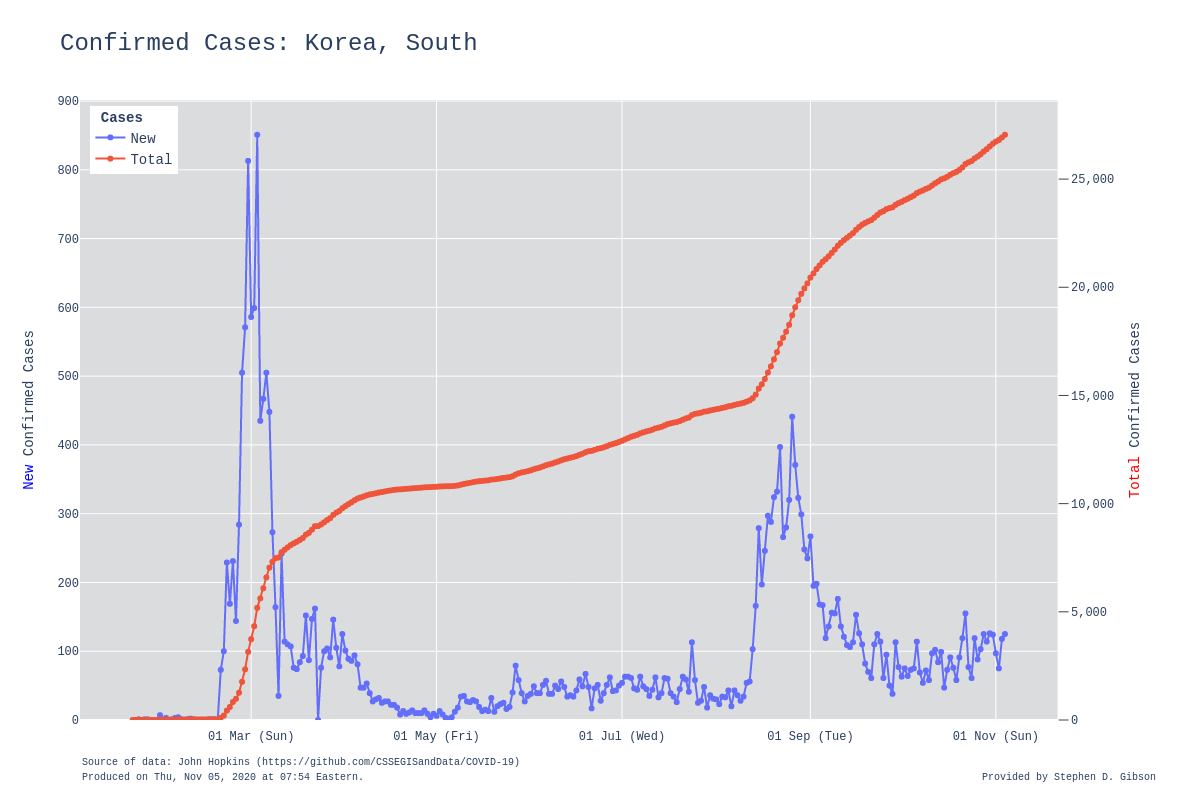 Confirmed Cases: Korea, South
Cases
New
Total
900
800
700
600
500
400
300
200
100
0
New Confirmed Cases
25,000
20,000
15,000
10,000
5,000
0
Total Confirmed Cases
01 Mar (Sun) 01 May (Fri) 01 Jul (Wed) 01 Sep (Tue) 01 Nov (Sun)
Source of data: John Hopkins (https://github.com/CSSEGISandData/COVID-19)
Produced on Thu, Nov 05, 2020 at 07:54 Eastern.
Provided by Stephen D. Gibson